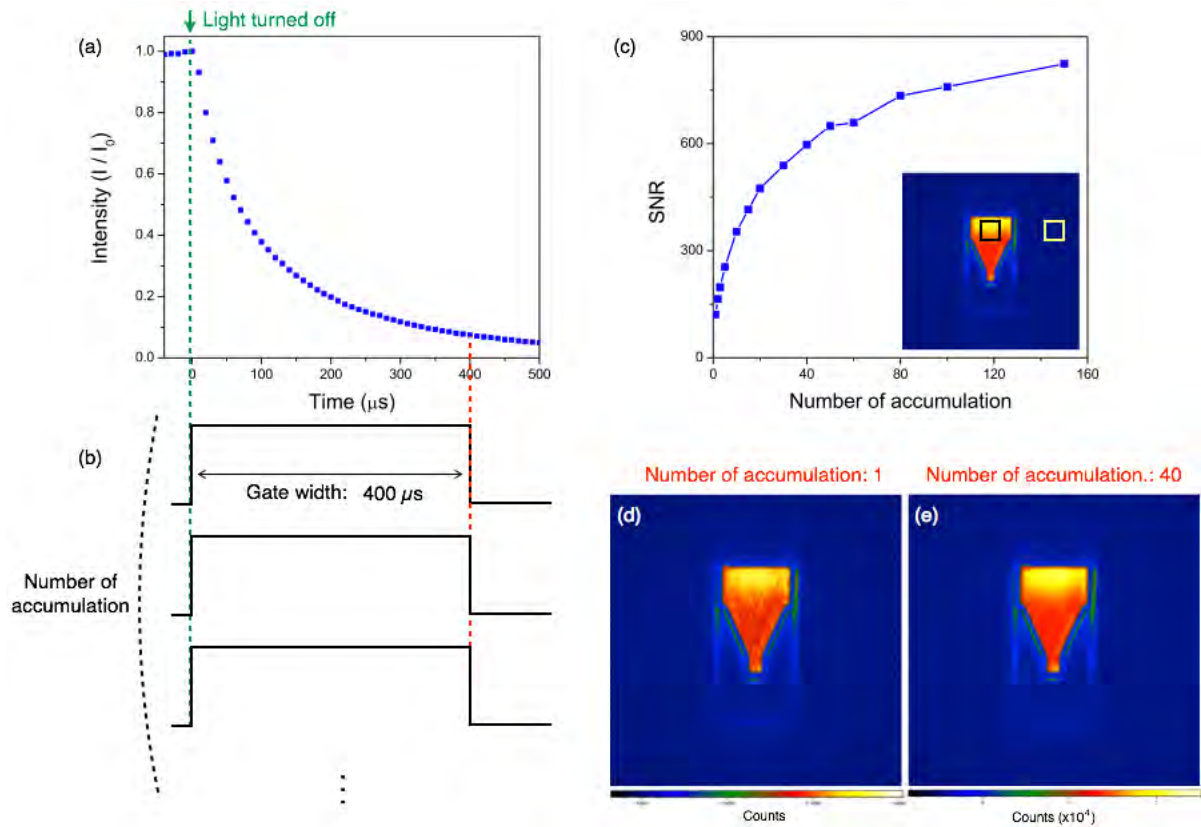 Light turned off
(a)
1.0
0.8
0.6
0.4
0.2
0.0
Intensity (I / I₀)
0
100
200
300
400
500
Time (μs)
(b)
Gate width: 400 μs
Number of
accumulation
(c)
900
600
300
0
SNR
0
40
80
120
160
Number of accumulation
Number of accumulation: 1
(d)
Counts
Number of accumulation.: 40
(e)
Counts (x10⁴)